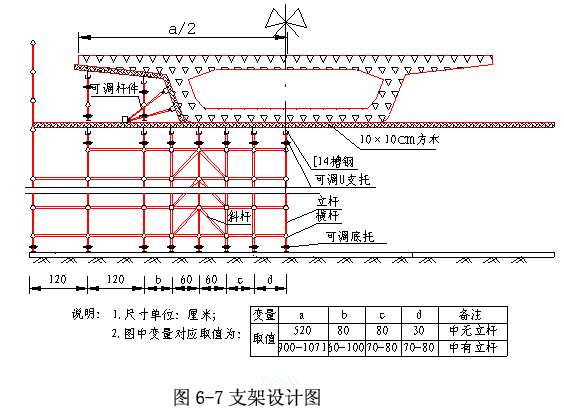 a/2
可调杆件
10×10cm方木
[14槽钢
可调U支托
立杆
斜杆
横杆
可调底托
120 120 b 60 60 c d
说明: 1.尺寸单位: 厘米;
2.图中变量对应取值为:
变量 a b c d 备注
取值 520 80 80 30 中无立杆
900-1071 60-100 70-80 70-80 中有立杆
图 6-7 支架设计图